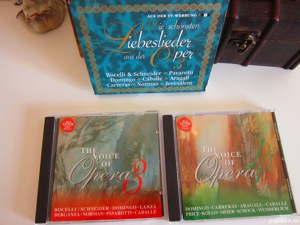 AUS DER TV-WERBUNG
Die schönsten
Liebeslieder
aus der Oper
Bocelli & Schneider - Pavarotti
Domingo - Caballé - Aragall
Carreras - Norman - Jerusalem
THE
VOICE OF
Opera 3
BOCELLI / SCHNEIDER - DOMINGO - LANZA
BERGANZA - NORMAN - PAVAROTTI - CABALLÉ
THE
VOICE OF
Opera
DOMINGO - CARRERAS - ARAGALL - CABALLÉ
PRICE - KOLLO - MEIER - SCHOCK - WUNDERLICH